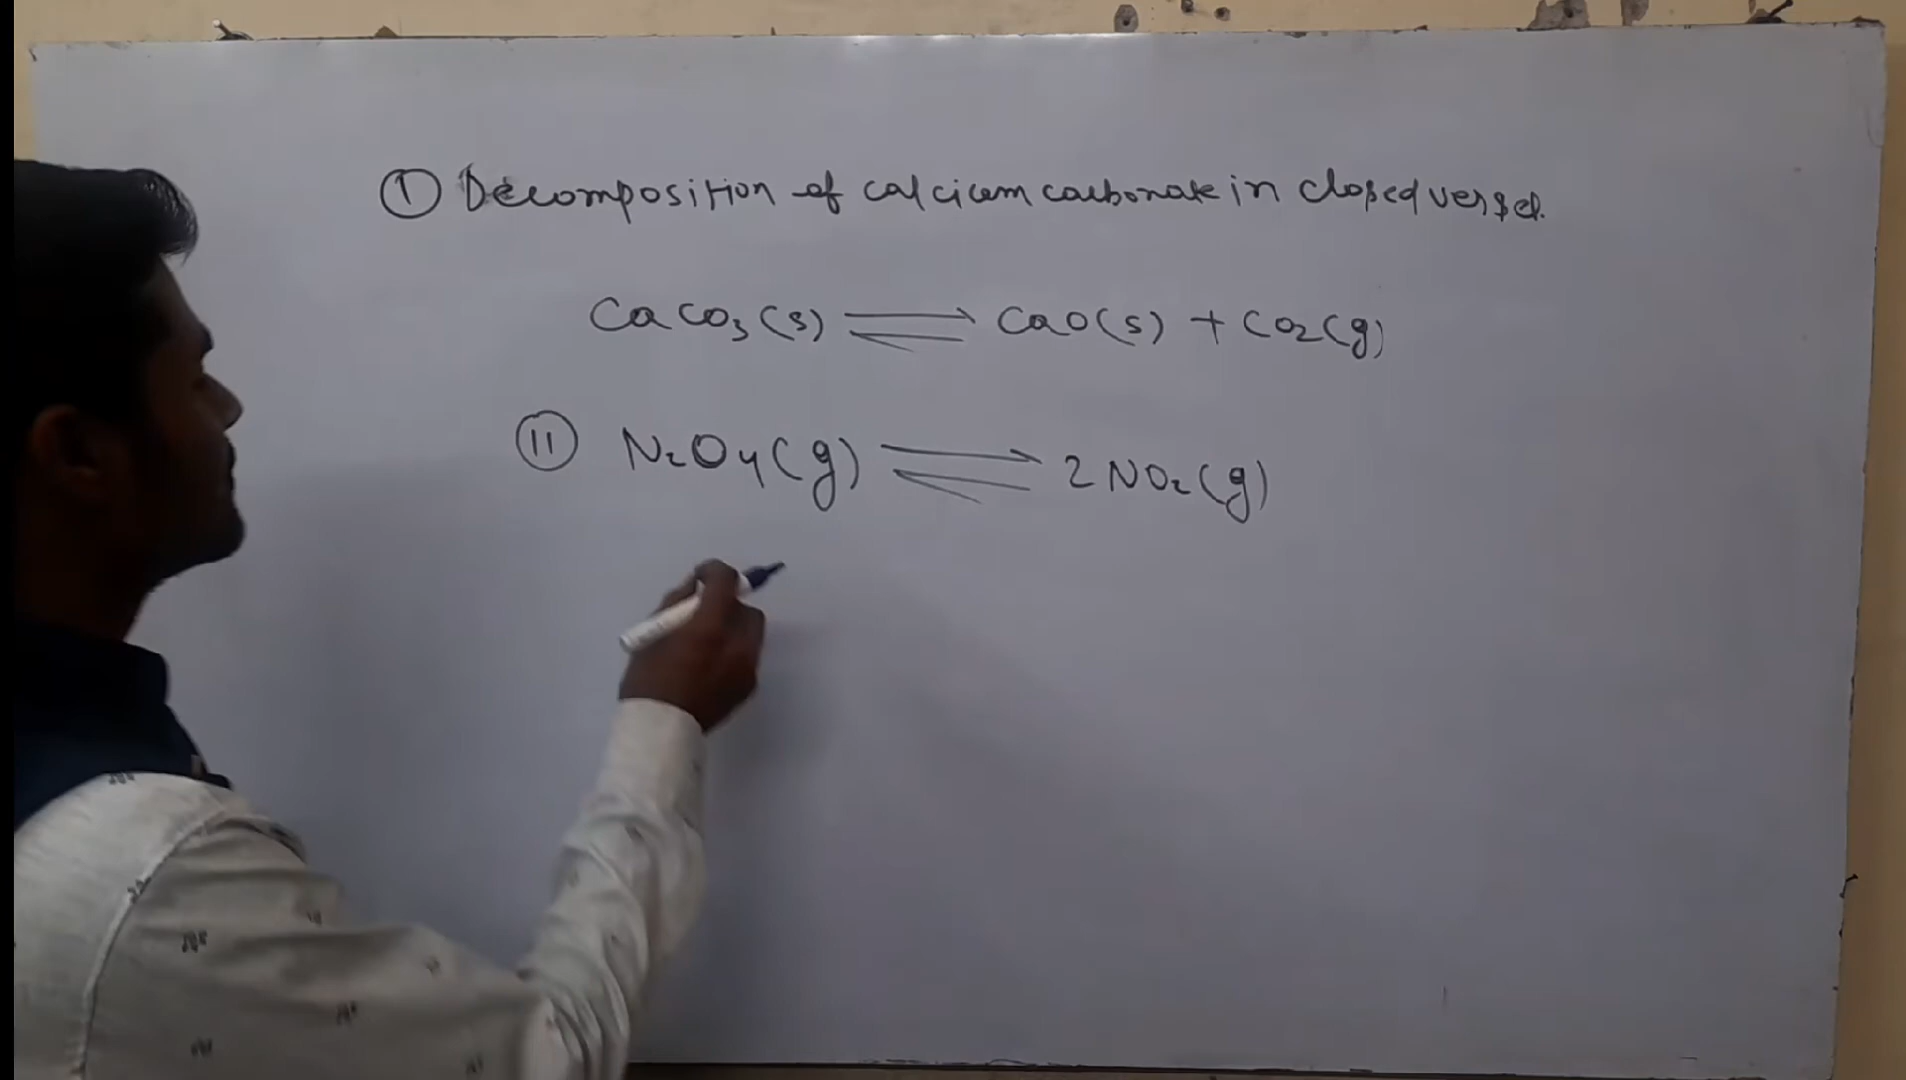 ① Decomposition of calcium carbonate in closed vessel.
CaCO₃(s) ⇌ CaO(s) + CO₂(g)
⑪ N₂O₄(g) ⇌ 2NO₂(g)